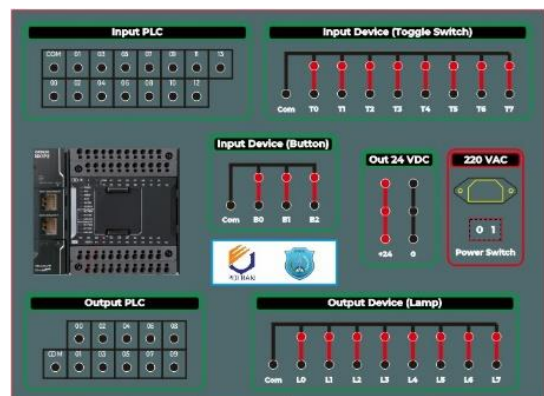 Input PLC
COM 01 03 05 07 09 11 13
00 02 04 06 08 10 12
Input Device (Toggle Switch)
Com T0 T1 T2 T3 T4 T5 T6 T7
Input Device (Button)
Com B0 B1 B2
Out 24 VDC
+24 0
220 VAC
0 1
Power Switch
Output PLC
00 02 04 06 08
COM 01 03 05 07 09
Output Device (Lamp)
Com L0 L1 L2 L3 L4 L5 L6 L7